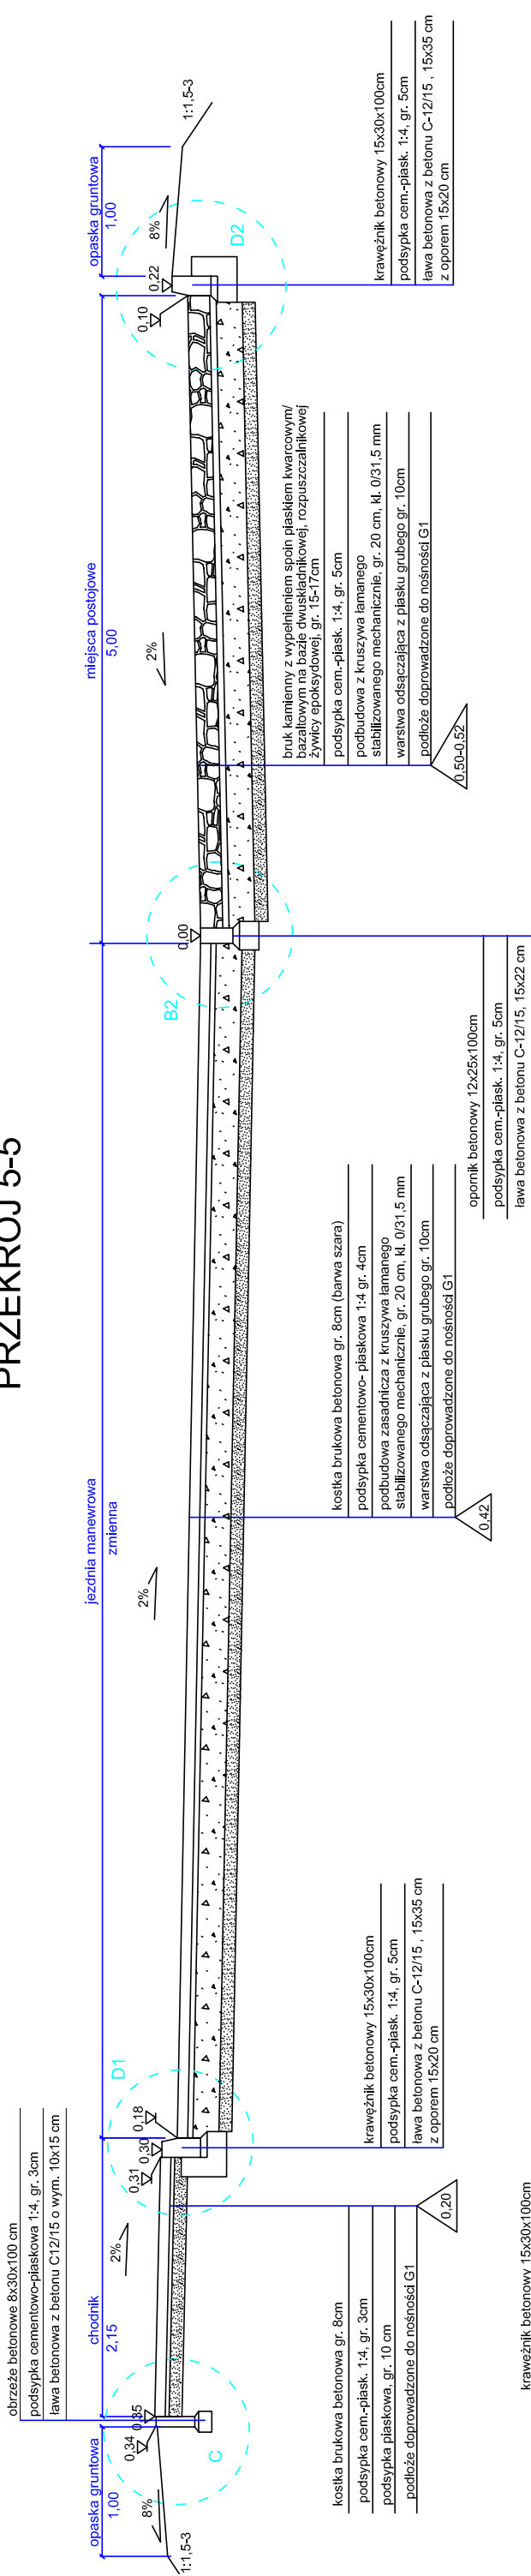 PRZEKRÓJ 5-5
obrzeże betonowe 8x30x100 cm
podsypka cementowo-piaskowa 1:4, gr. 3cm
ława betonowa z betonu C12/15 o wym. 10x15 cm
opaska gruntowa
1,00
chodnik
2,15
jezdnia manewrowa
zmienna
miejsca postojowe
5,00
opaska gruntowa
1,00
1:1,5-3
8%
0,34
0,35
C
2%
0,31
0,30
0,18
D1
2%
B2
0,00
2%
0,10
0,22
D2
8%
1:1,5-3
kostka brukowa betonowa gr. 8cm
podsypka cem.-piask. 1:4, gr. 3cm
podsypka piaskowa, gr. 10 cm
podłoże doprowadzone do nośności G1
0,20
krawężnik betonowy 15x30x100cm
podsypka cem.-piask. 1:4, gr. 5cm
ława betonowa z betonu C-12/15 , 15x35 cm
z oporem 15x20 cm
kostka brukowa betonowa gr. 8cm (barwa szara)
podsypka cementowo- piaskowa 1:4 gr. 4cm
podbudowa zasadnicza z kruszywa łamanego
stabilizowanego mechanicznie, gr. 20 cm, kl. 0/31,5 mm
warstwa odsączająca z piasku grubego gr. 10cm
podłoże doprowadzone do nośności G1
0,42
opornik betonowy 12x25x100cm
podsypka cem.-piask. 1:4, gr. 5cm
ława betonowa z betonu C-12/15, 15x22 cm
bruk kamienny z wypełnieniem spoin piaskiem kwarcowym/
bazaltowym na bazie dwuskładnikowej, rozpuszczalnikowej
żywicy epoksydowej, gr. 15-17cm
podsypka cem.-piask. 1:4, gr. 5cm
podbudowa z kruszywa łamanego
stabilizowanego mechanicznie, gr. 20 cm, kl. 0/31,5 mm
warstwa odsączająca z piasku grubego gr. 10cm
podłoże doprowadzone do nośności G1
0,50-0,52
krawężnik betonowy 15x30x100cm
podsypka cem.-piask. 1:4, gr. 5cm
ława betonowa z betonu C-12/15 , 15x35 cm
z oporem 15x20 cm
krawężnik betonowy 15x30x100cm